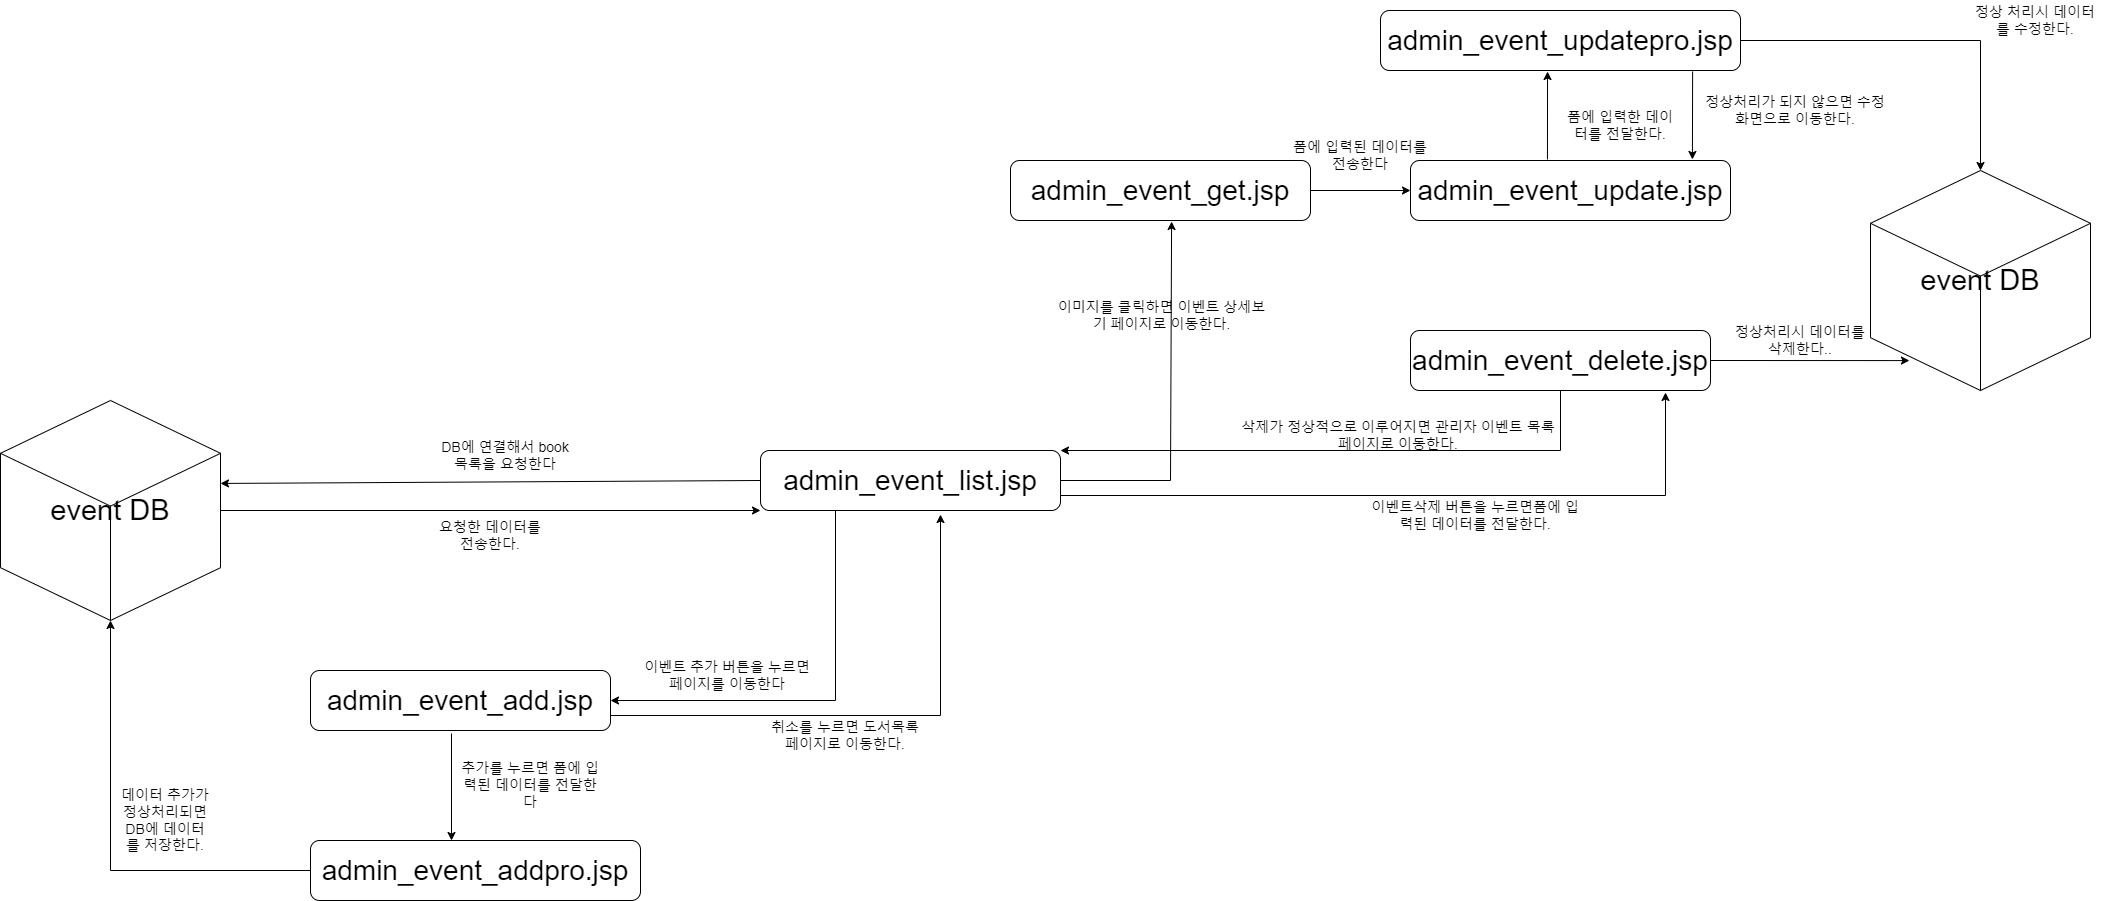 정상 처리시 데이터
를 수정한다.
admin_event_updatepro.jsp
정상처리가 되지 않으면 수정
화면으로 이동한다.
폼에 입력한 데이
터를 전달한다.
폼에 입력된 데이터를
전송한다
admin_event_get.jsp
admin_event_update.jsp
event DB
이미지를 클릭하면 이벤트 상세보
기 페이지로 이동한다.
정상처리시 데이터를
삭제한다..
admin_event_delete.jsp
삭제가 정상적으로 이루어지면 관리자 이벤트 목록
페이지로 이동한다.
DB에 연결해서 book
목록을 요청한다
admin_event_list.jsp
event DB
이벤트삭제 버튼을 누르면폼에 입
력된 데이터를 전달한다.
요청한 데이터를
전송한다.
이벤트 추가 버튼을 누르면
페이지를 이동한다
admin_event_add.jsp
취소를 누르면 도서목록
페이지로 이동한다.
추가를 누르면 폼에 입
력된 데이터를 전달한
다
데이터 추가가
정상처리되면
DB에 데이터
를 저장한다.
admin_event_addpro.jsp